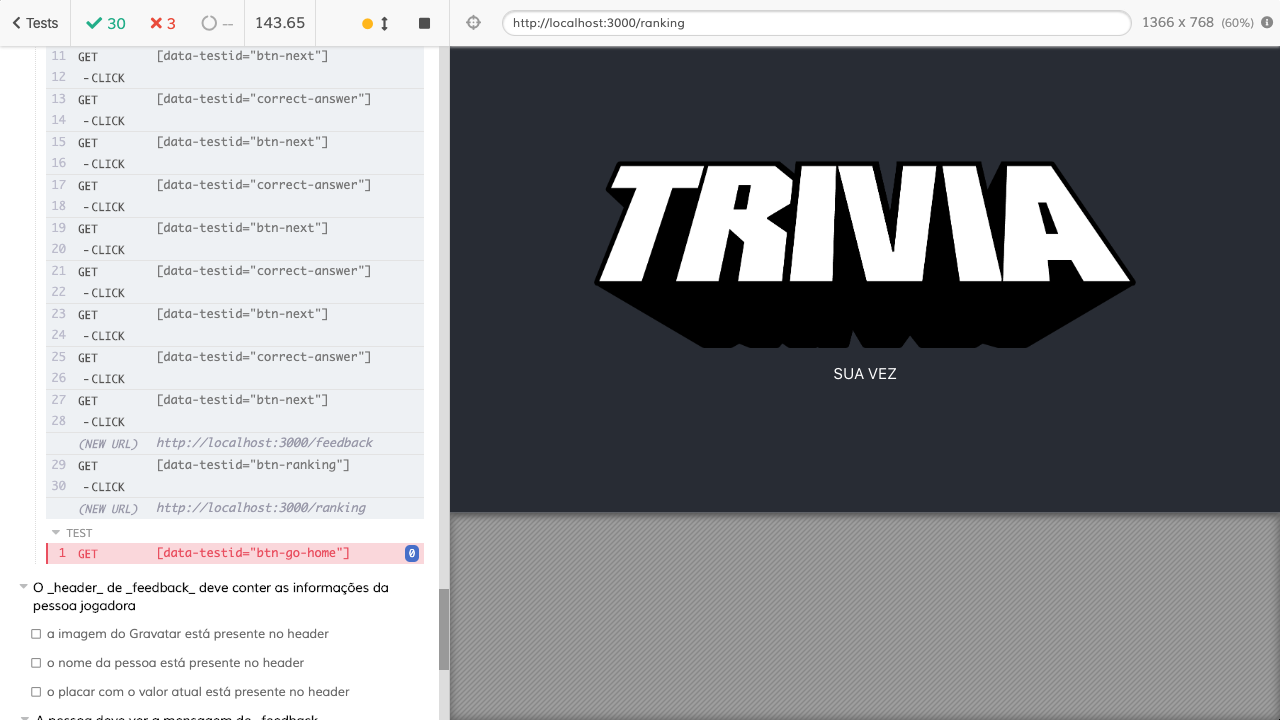 Tests 30 3 -- 143.65
http://localhost:3000/ranking 1366 x 768 (60%)
11 GET [data-testid="btn-next"]
12 - CLICK
13 GET [data-testid="correct-answer"]
14 - CLICK
15 GET [data-testid="btn-next"]
16 - CLICK
17 GET [data-testid="correct-answer"]
18 - CLICK
19 GET [data-testid="btn-next"]
20 - CLICK
21 GET [data-testid="correct-answer"]
22 - CLICK
23 GET [data-testid="btn-next"]
24 - CLICK
25 GET [data-testid="correct-answer"]
26 - CLICK
27 GET [data-testid="btn-next"]
28 - CLICK
(NEW URL) http://localhost:3000/feedback
29 GET [data-testid="btn-ranking"]
30 - CLICK
(NEW URL) http://localhost:3000/ranking
TEST
1 GET [data-testid="btn-go-home"] 0
O _header_ de _feedback_ deve conter as informações da
pessoa jogadora
a imagem do Gravatar está presente no header
o nome da pessoa está presente no header
o placar com o valor atual está presente no header
A pessoa deve ver a mensagem de _feedback_
TRIVIA
SUA VEZ